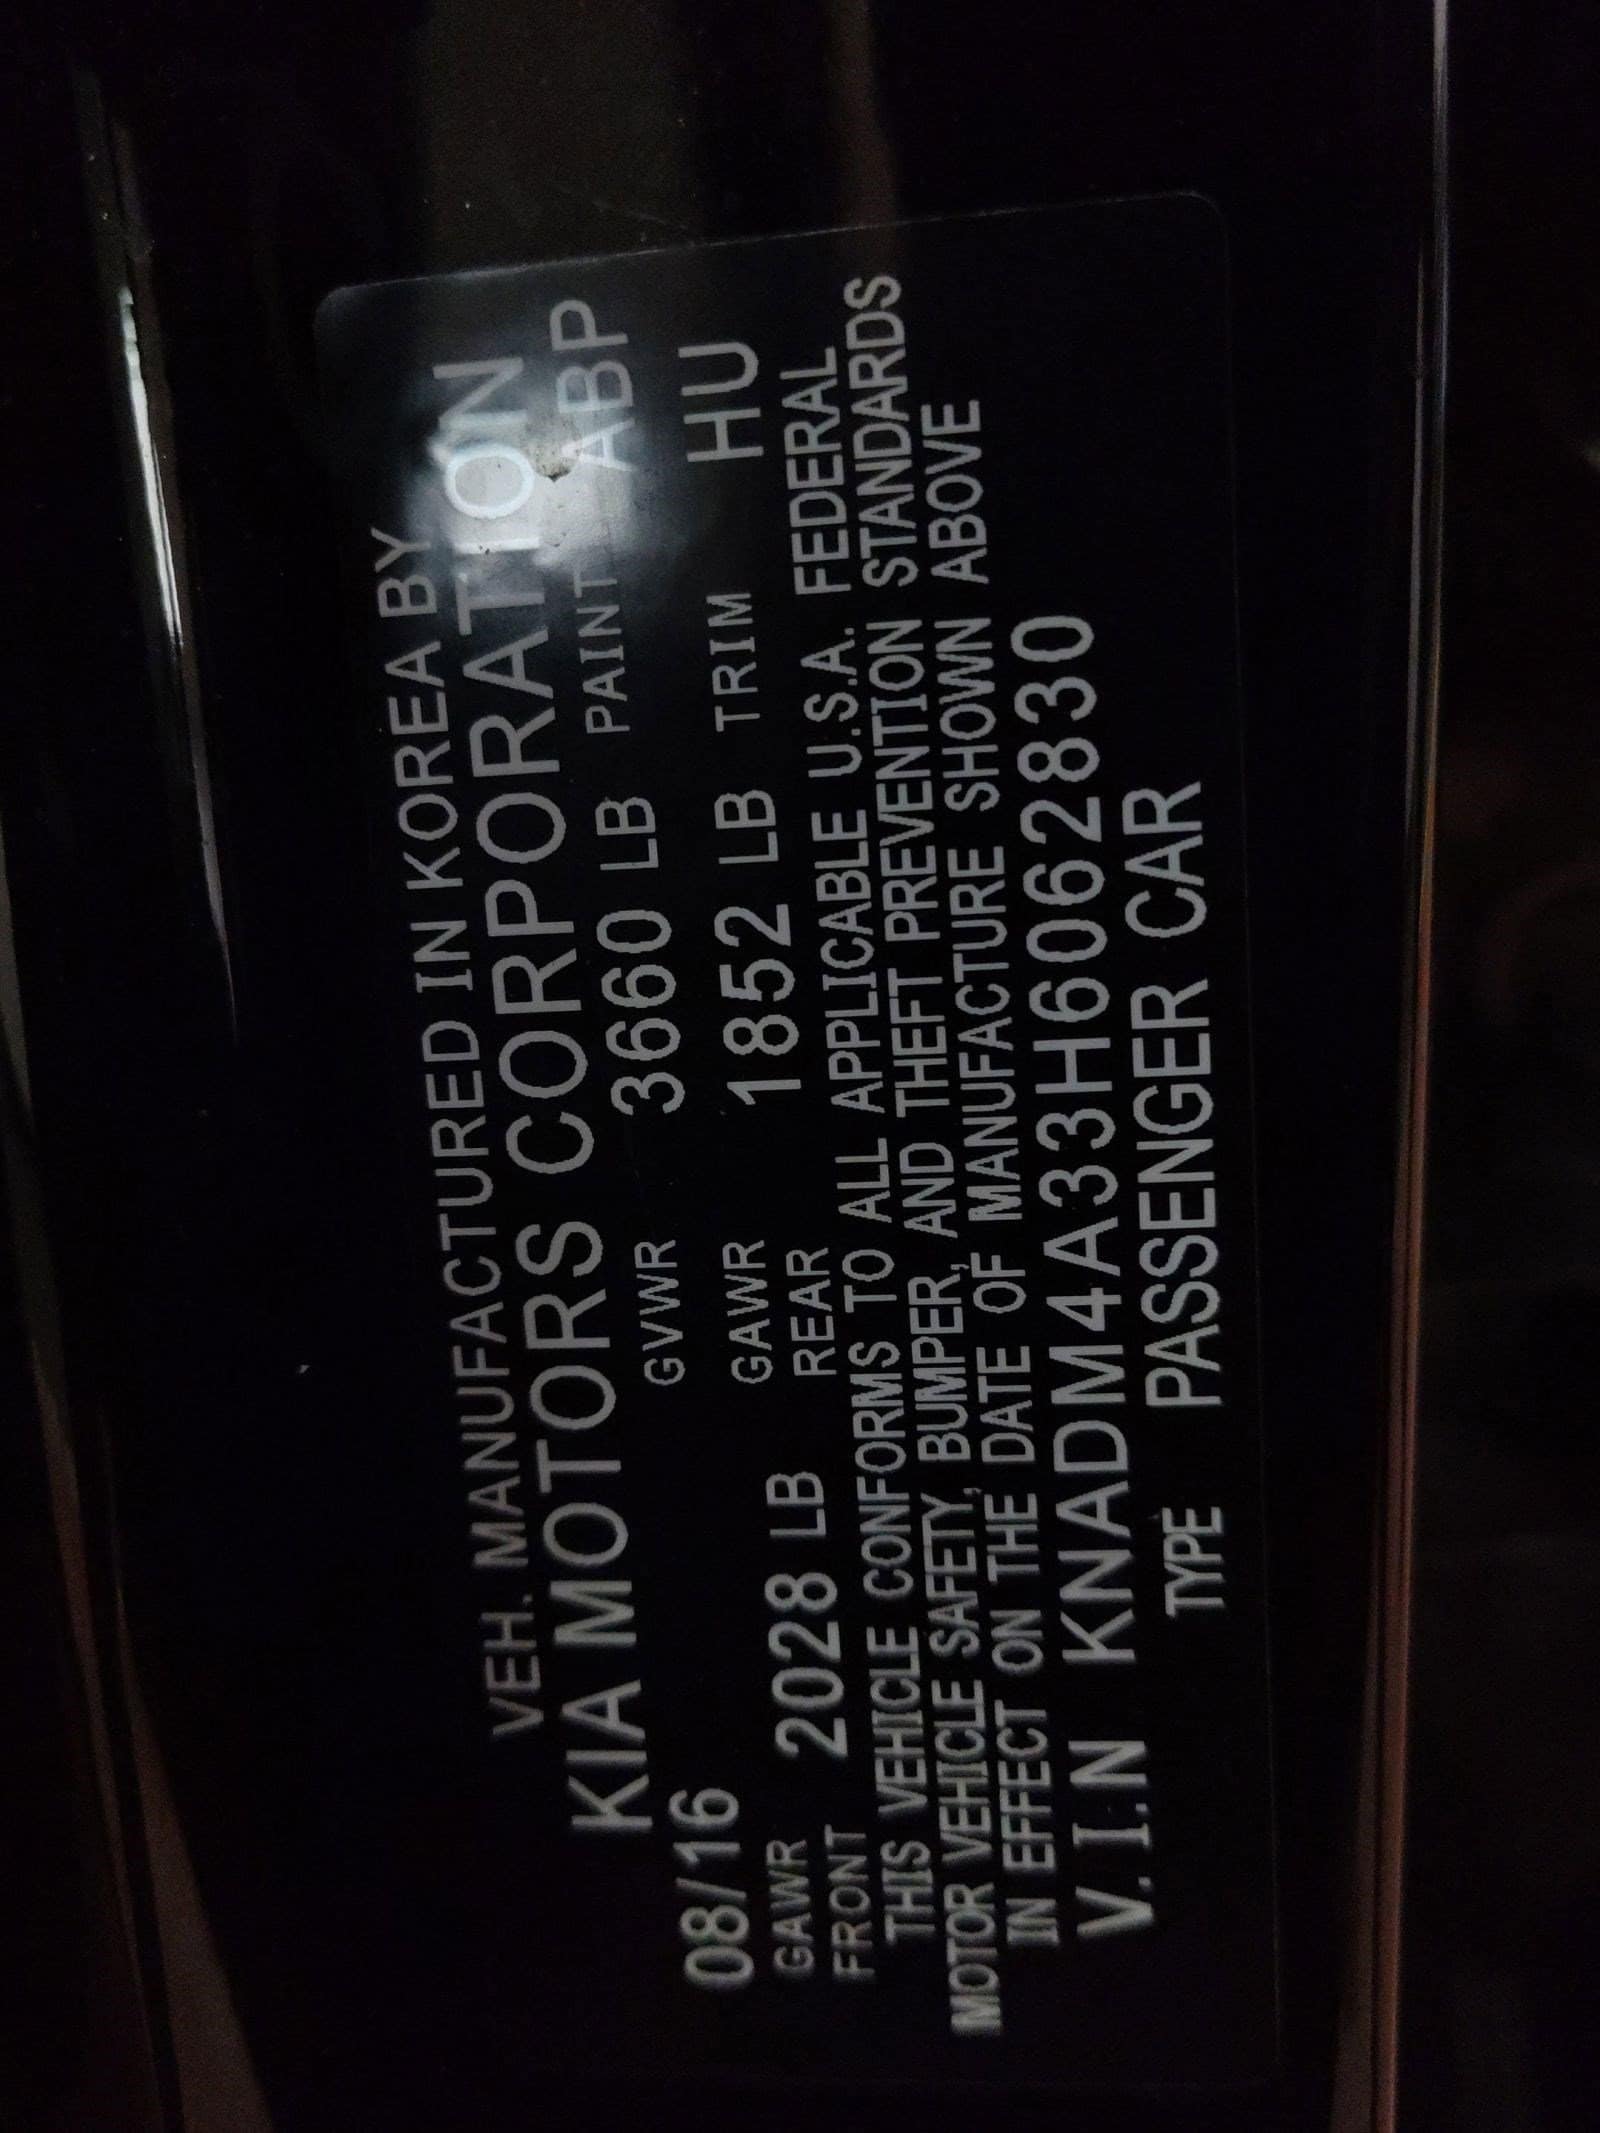 VEH. MANUFACTURED IN KOREA BY
KIA MOTORS CORPORATION
08/16 GVWR 3660 LB PAINT ABP
GAWR FRONT 2028 LB GAWR REAR 1852 LB TRIM HU
THIS VEHICLE CONFORMS TO ALL APPLICABLE U.S.A. FEDERAL
MOTOR VEHICLE SAFETY, BUMPER, AND THEFT PREVENTION STANDARDS
IN EFFECT ON THE DATE OF MANUFACTURE SHOWN ABOVE
V.I.N KNADM4A33H6062830
TYPE PASSENGER CAR